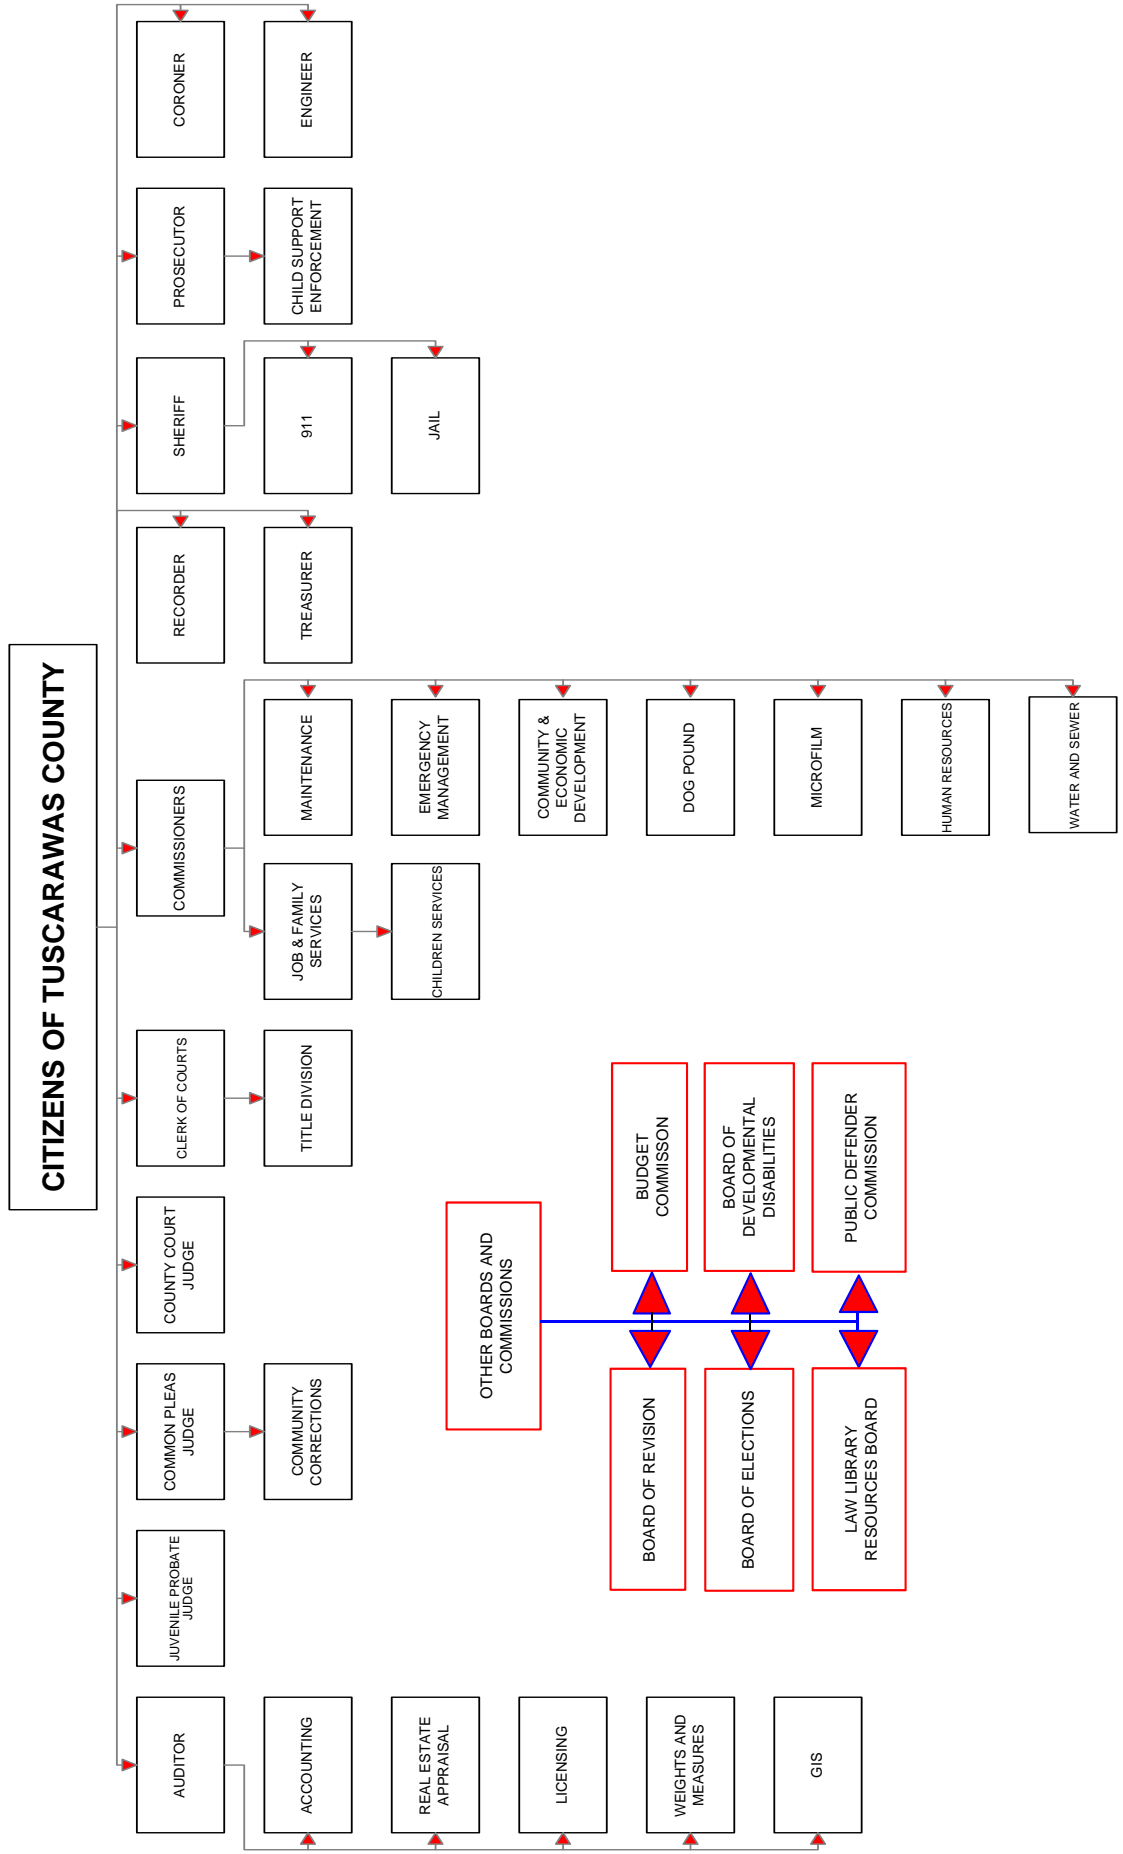 CITIZENS OF TUSCARAWAS COUNTY
AUDITOR
JUVENILE PROBATE
JUDGE
COMMON PLEAS
JUDGE
COUNTY COURT
JUDGE
CLERK OF COURTS
COMMISSIONERS
RECORDER
SHERIFF
PROSECUTOR
CORONER
ACCOUNTING
COMMUNITY
CORRECTIONS
TITLE DIVISION
JOB & FAMILY
SERVICES
MAINTENANCE
TREASURER
911
CHILD SUPPORT
ENFORCEMENT
ENGINEER
REAL ESTATE
APPRAISAL
CHILDREN SERVICES
EMERGENCY
MANAGEMENT
JAIL
LICENSING
COMMUNITY &
ECONOMIC
DEVELOPMENT
WEIGHTS AND
MEASURES
DOG POUND
GIS
MICROFILM
HUMAN RESOURCES
WATER AND SEWER
OTHER BOARDS AND
COMMISSIONS
BOARD OF REVISION
BUDGET
COMMISSON
BOARD OF ELECTIONS
BOARD OF
DEVELOPMENTAL
DISABILITIES
LAW LIBRARY
RESOURCES BOARD
PUBLIC DEFENDER
COMMISSION